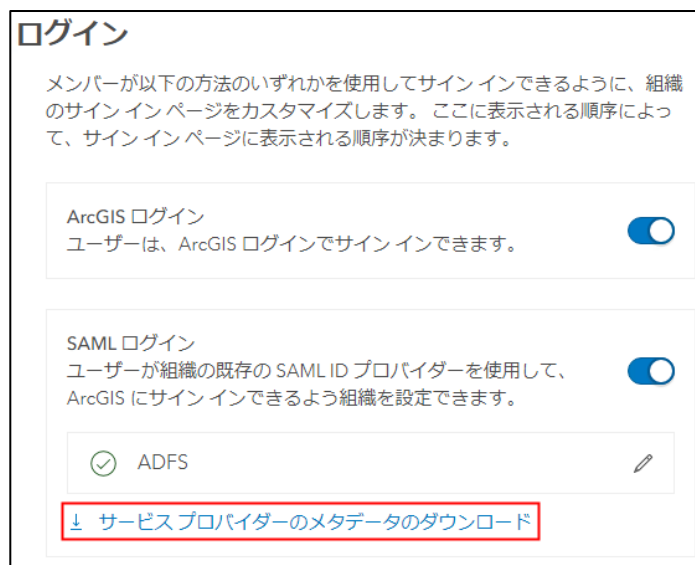 ログイン
メンバーが以下の方法のいずれかを使用してサイン インできるように、組織
のサイン イン ページをカスタマイズします。 ここに表示される順序によっ
て、サイン イン ページに表示される順序が決まります。
ArcGIS ログイン
ユーザーは、ArcGIS ログインでサイン インできます。
SAML ログイン
ユーザーが組織の既存の SAML ID プロバイダーを使用して、
ArcGIS にサイン インできるよう組織を設定できます。
ADFS
サービス プロバイダーのメタデータのダウンロード